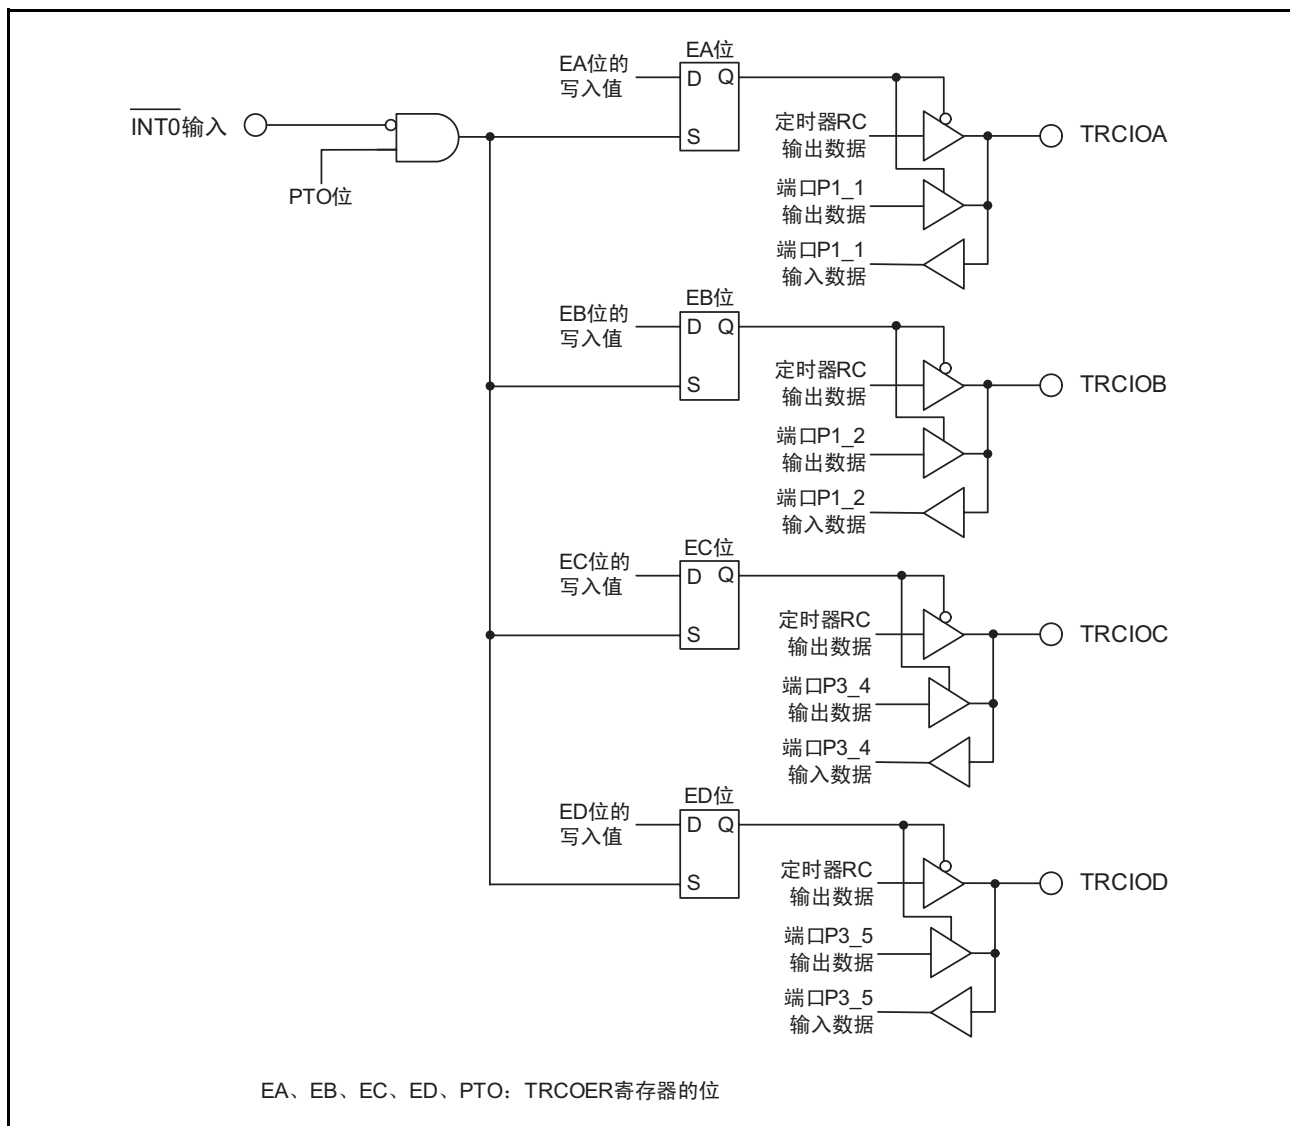 EA位
EA位的
写入值
D Q
S
INT0输入
PTO位
定时器RC
输出数据
TRCIOA
端口P1_1
输出数据
端口P1_1
输入数据
EB位
EB位的
写入值
D Q
S
定时器RC
输出数据
TRCIOB
端口P1_2
输出数据
端口P1_2
输入数据
EC位
EC位的
写入值
D Q
S
定时器RC
输出数据
TRCIOC
端口P3_4
输出数据
端口P3_4
输入数据
ED位
ED位的
写入值
D Q
S
定时器RC
输出数据
TRCIOD
端口P3_5
输出数据
端口P3_5
输入数据
EA、EB、EC、ED、PTO：TRCOER寄存器的位